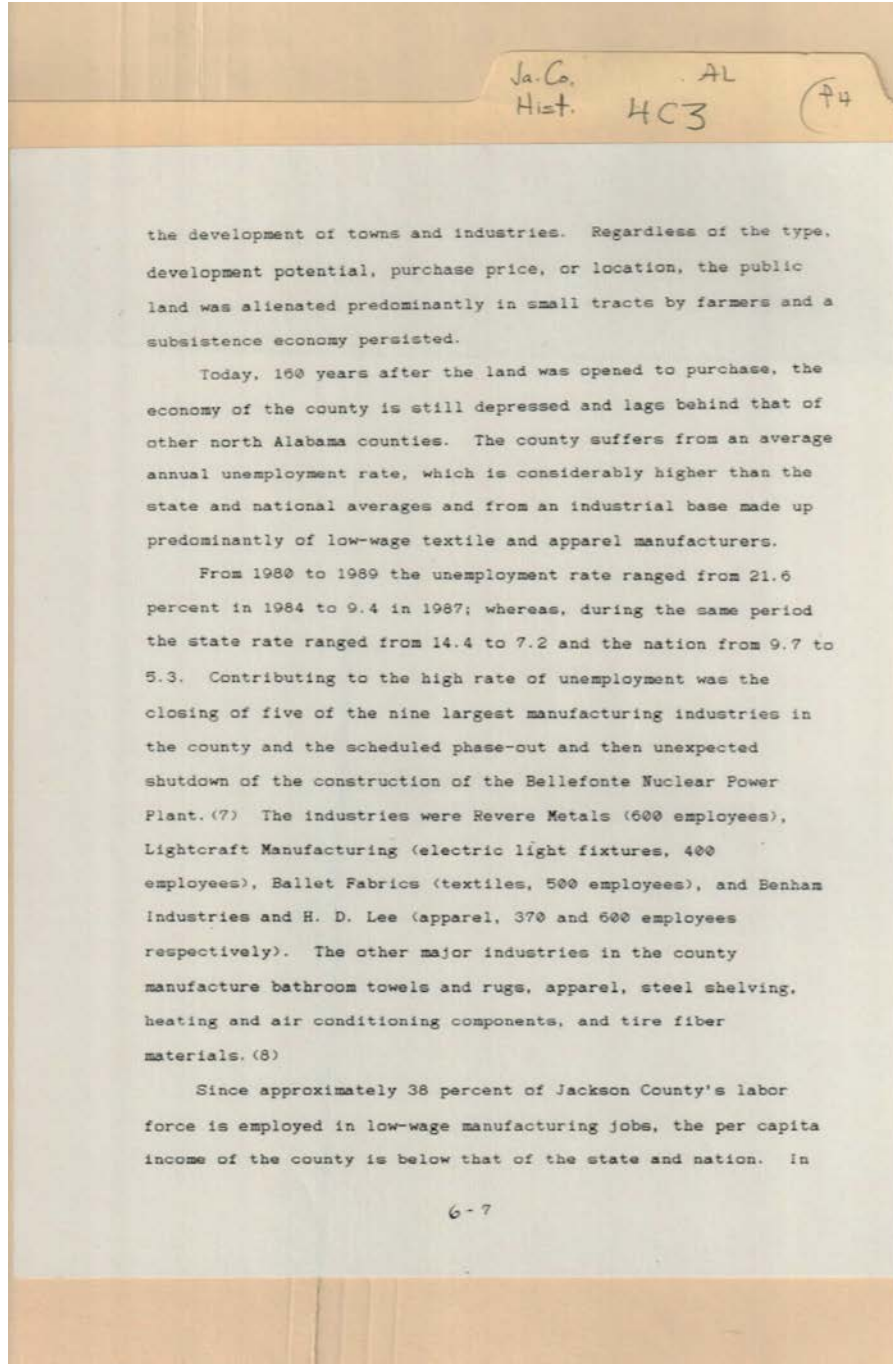 Ja. Co. AL
Hist. 4C3 P4
the development of towns and industries. Regardless of the type,
development potential, purchase price, or location, the public
land was alienated predominantly in small tracts by farmers and a
subsistence economy persisted.
Today, 160 years after the land was opened to purchase, the
economy of the county is still depressed and lags behind that of
other north Alabama counties. The county suffers from an average
annual unemployment rate, which is considerably higher than the
state and national averages and from an industrial base made up
predominantly of low-wage textile and apparel manufacturers.
From 1980 to 1989 the unemployment rate ranged from 21.6
percent in 1984 to 9.4 in 1987; whereas, during the same period
the state rate ranged from 14.4 to 7.2 and the nation from 9.7 to
5.3. Contributing to the high rate of unemployment was the
closing of five of the nine largest manufacturing industries in
the county and the scheduled phase-out and then unexpected
shutdown of the construction of the Bellefonte Nuclear Power
Plant.(7) The industries were Revere Metals (600 employees),
Lightcraft Manufacturing (electric light fixtures, 400
employees), Ballet Fabrics (textiles, 500 employees), and Benham
Industries and H. D. Lee (apparel, 370 and 600 employees
respectively). The other major industries in the county
manufacture bathroom towels and rugs, apparel, steel shelving,
heating and air conditioning components, and tire fiber
materials.(8)
Since approximately 38 percent of Jackson County's labor
force is employed in low-wage manufacturing jobs, the per capita
income of the county is below that of the state and nation. In
6-7